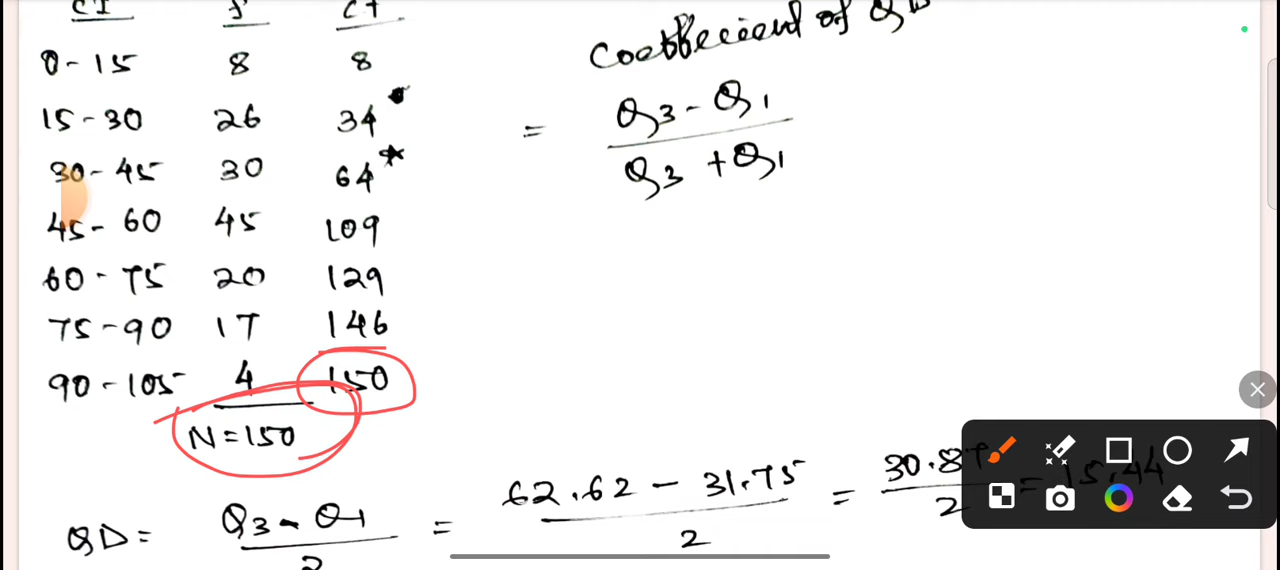 CI f CF
0-15 8 8
15-30 26 34
30-45 30 64*
45-60 45 109
60-75 20 129
75-90 17 146
90-105 4 150
N=150
Coefficient of QD
= Q3 - Q1 / Q3 + Q1
QD = Q3 - Q1 / 2 = 62.62 - 31.75 / 2 = 30.87 / 2 = 15.44